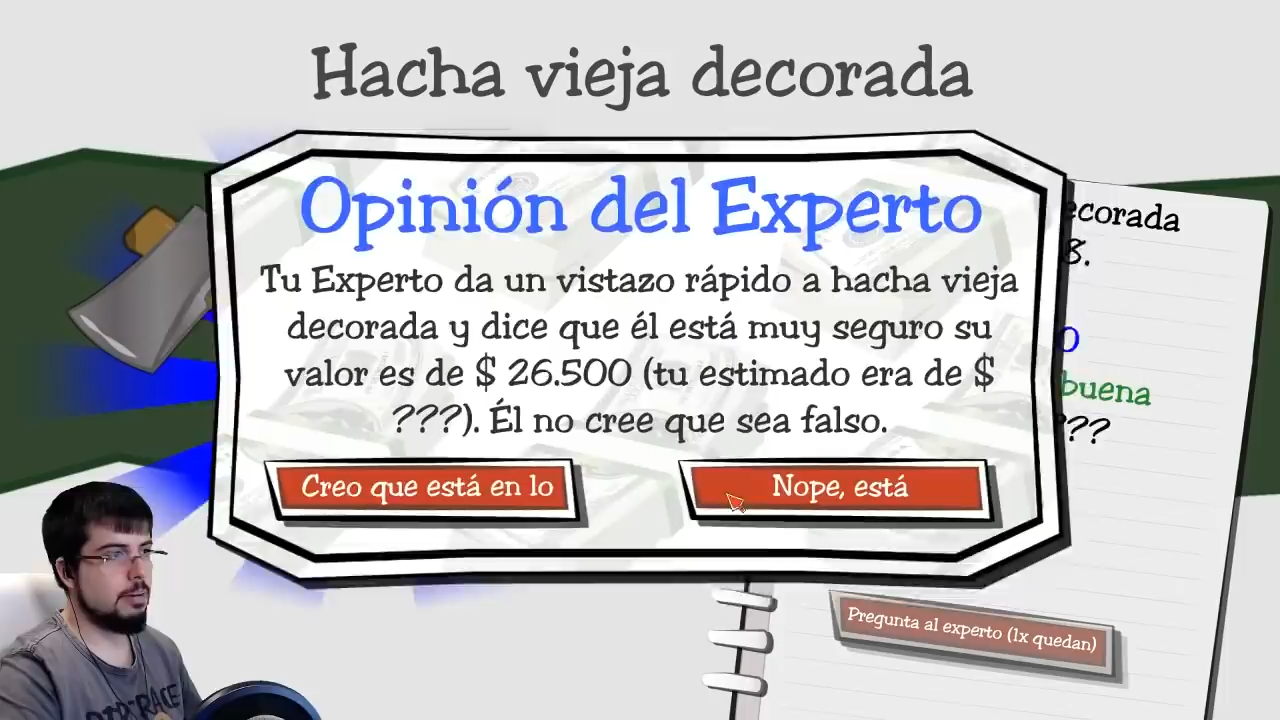 Hacha vieja decorada
Opinión del Experto
Tu Experto da un vistazo rápido a hacha vieja
decorada y dice que él está muy seguro su
valor es de $ 26.500 (tu estimado era de $
???). Él no cree que sea falso.
Creo que está en lo
Nope, está
ecorada
8.
O
buena
??
Pregunta al experto (1x quedan)